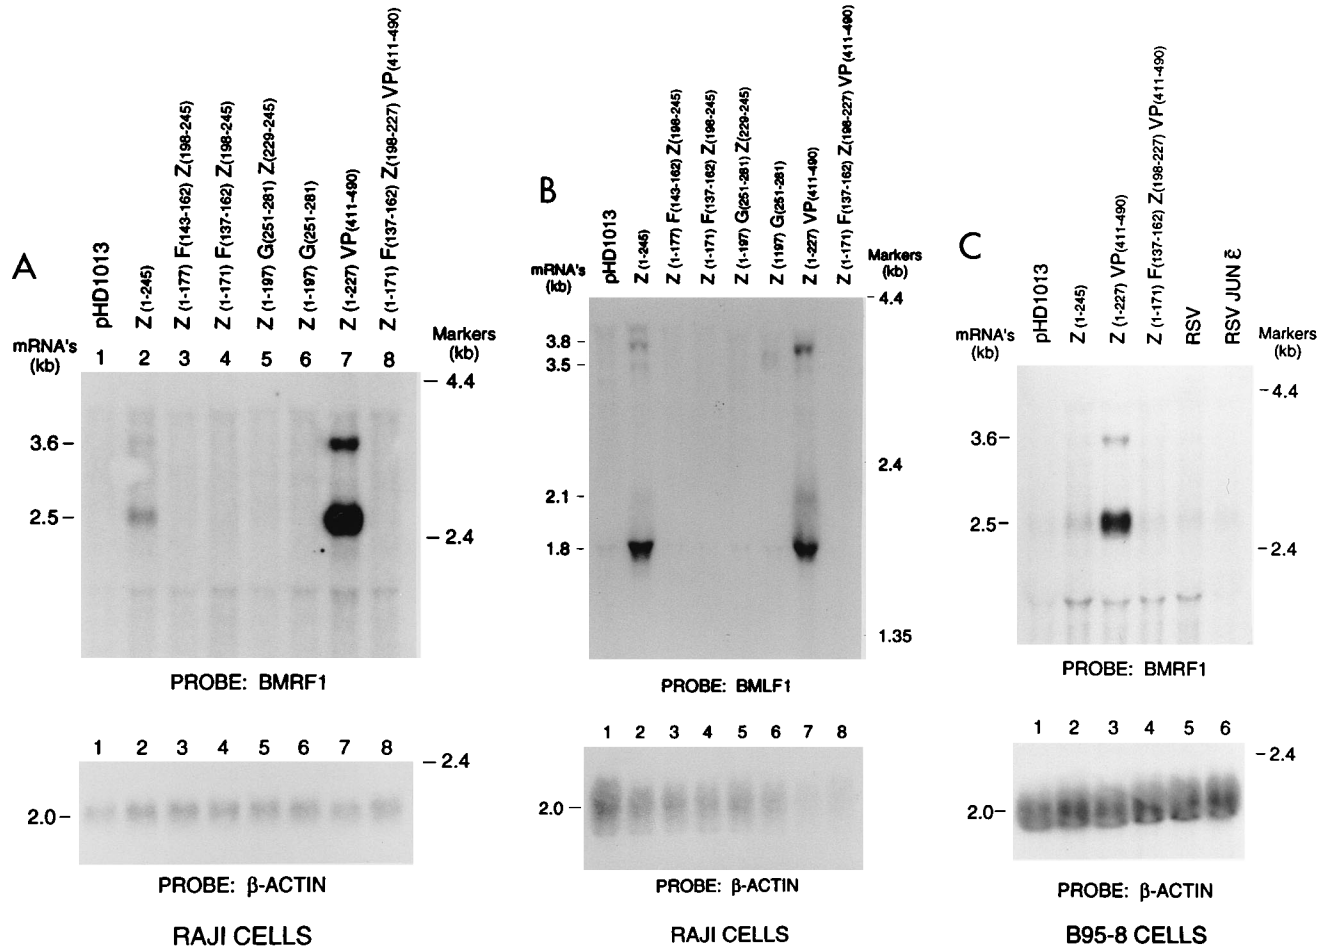 A
pHD1013
Z (1-245)
Z (1-177) F(143-162) Z(198-245)
Z (1-171) F(137-162) Z(198-245)
Z (1-197) G(251-281) Z(229-245)
Z (1-197) G(251-281)
Z (1-227) VP(411-490)
Z (1-171) F(137-162) Z(198-227) VP(411-490)
mRNA's
(kb)
1 2 3 4 5 6 7 8
Markers
(kb)
– 4.4
3.6 –
2.5 –
– 2.4
PROBE: BMRF1
1 2 3 4 5 6 7 8
– 2.4
2.0 –
PROBE: β-ACTIN
RAJI CELLS
B
pHD1013
Z (1-245)
Z (1-177) F(143-162) Z(198-245)
Z (1-171) F(137-162) Z(198-245)
Z (1-197) G(251-281) Z(229-245)
Z (1197) G(251-281)
Z (1-227) VP(411-490)
Z (1-171) F(137-162) Z(198-227) VP(411-490)
mRNA's
(kb)
Markers
(kb)
– 4.4
3.8 –
3.5 –
2.4
2.1 –
1.8 –
1.35
PROBE: BMLF1
1 2 3 4 5 6 7 8
2.0 –
PROBE: β-ACTIN
RAJI CELLS
C
pHD1013
Z (1-245)
Z (1-227) VP(411-490)
Z (1-171) F(137-162) Z(198-227) VP(411-490)
RSV
RSV JUN
mRNA's
(kb)
Markers
(kb)
– 4.4
3.6 –
2.5 –
– 2.4
PROBE: BMRF1
1 2 3 4 5 6
– 2.4
2.0 –
PROBE: β-ACTIN
B95-8 CELLS